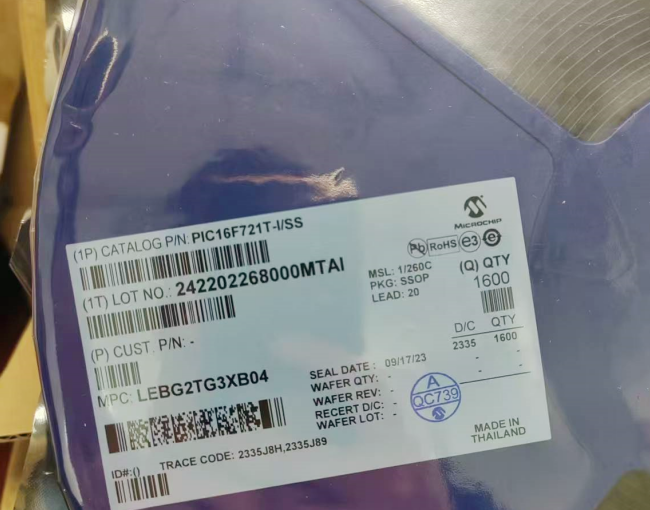 MICROCHIP
(1P) CATALOG P/N: PIC16F721T-I/SS
Pb RoHS e3 e
(1T) LOT NO.: 242202268000MTAI
MSL: 1/260C
PKG: SSOP
LEAD: 20
(Q) QTY
1600
(P) CUST. P/N: -
D/C QTY
2335 1600
- -
- -
MPC: LEBG2TG3XB04
SEAL DATE: 09/17/23
WAFER QTY: -
WAFER REV: -
RECERT D/C: -
WAFER LOT: -
A
QC739
MADE IN
THAILAND
ID#:() TRACE CODE: 2335J8H,2335J89